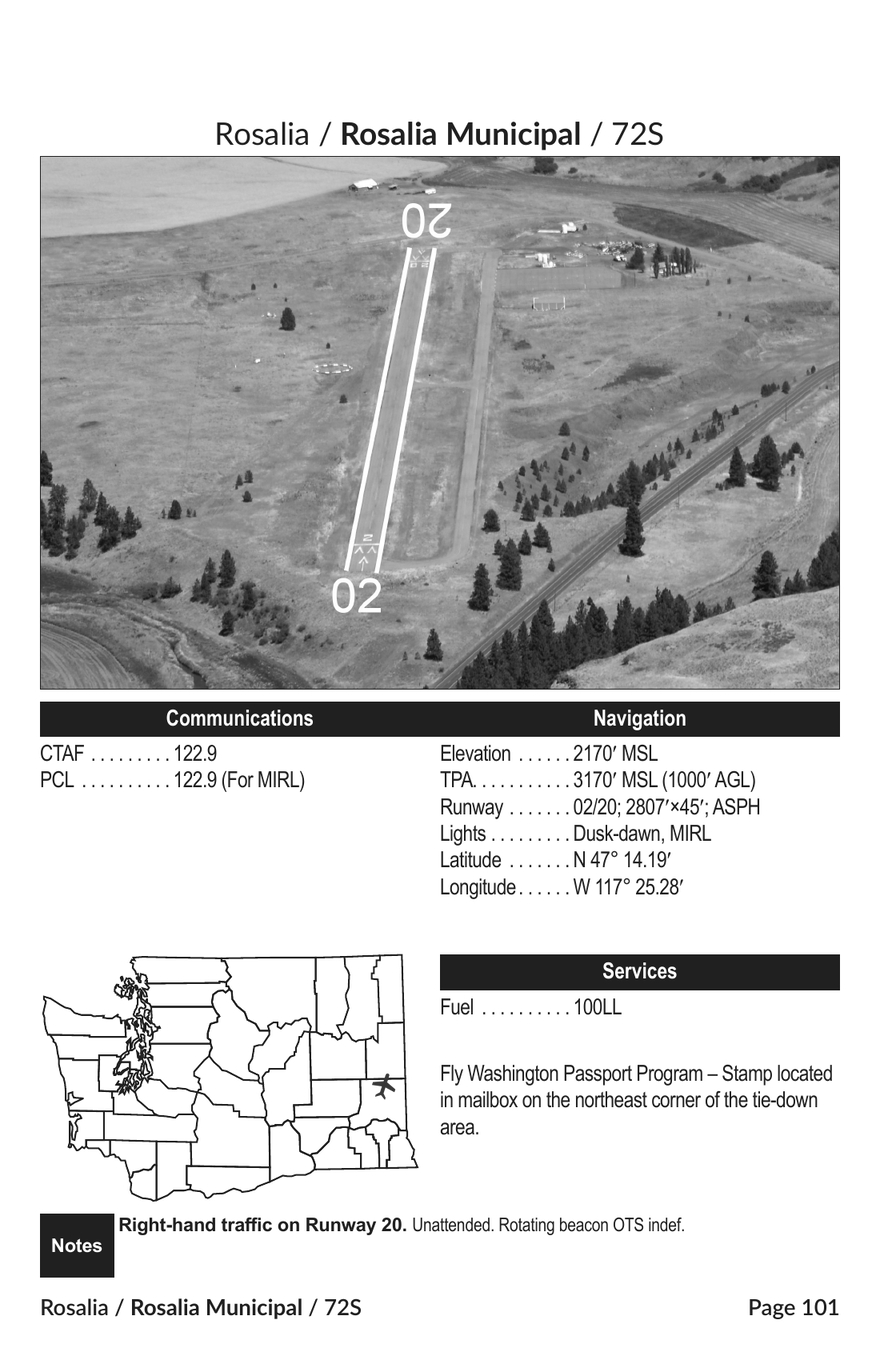 Rosalia / Rosalia Municipal / 72S
20
02
Communications
CTAF . . . . . . . . . 122.9
PCL . . . . . . . . . . 122.9 (For MIRL)
Navigation
Elevation . . . . . . 2170′ MSL
TPA. . . . . . . . . . . 3170′ MSL (1000′ AGL)
Runway . . . . . . . 02/20; 2807′×45′; ASPH
Lights . . . . . . . . . Dusk-dawn, MIRL
Latitude . . . . . . . N 47° 14.19′
Longitude . . . . . . W 117° 25.28′
Services
Fuel . . . . . . . . . . 100LL
Fly Washington Passport Program – Stamp located
in mailbox on the northeast corner of the tie-down
area.
Notes
Right-hand traffic on Runway 20. Unattended. Rotating beacon OTS indef.
Rosalia / Rosalia Municipal / 72S
Page 101